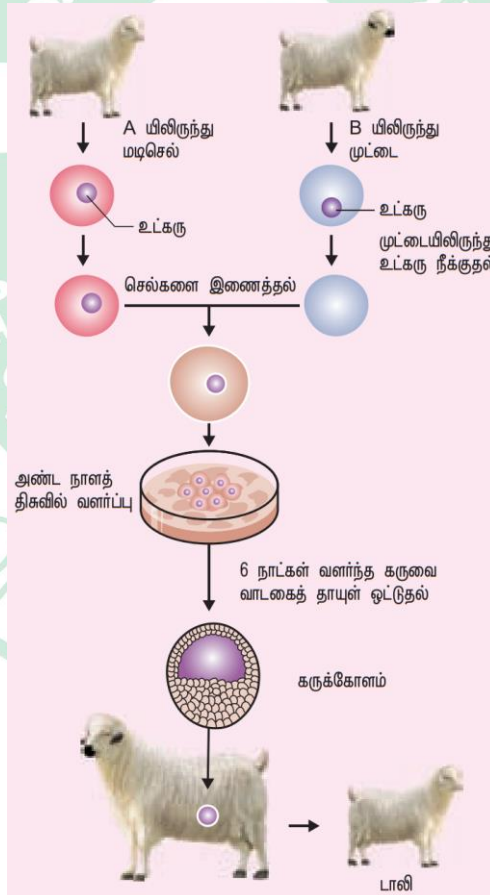 A யிலிருந்து
மடிசெல்
B யிலிருந்து
முட்டை
உட்கரு
உட்கரு
முட்டையிலிருந்து
உட்கரு நீக்குதல்
செல்களை இணைத்தல்
அண்ட நாளத்
திசுவில் வளர்ப்பு
6 நாட்கள் வளர்ந்த கருவை
வாடகைத் தாயுள் ஒட்டுதல்
கருக்கோளம்
டாலி